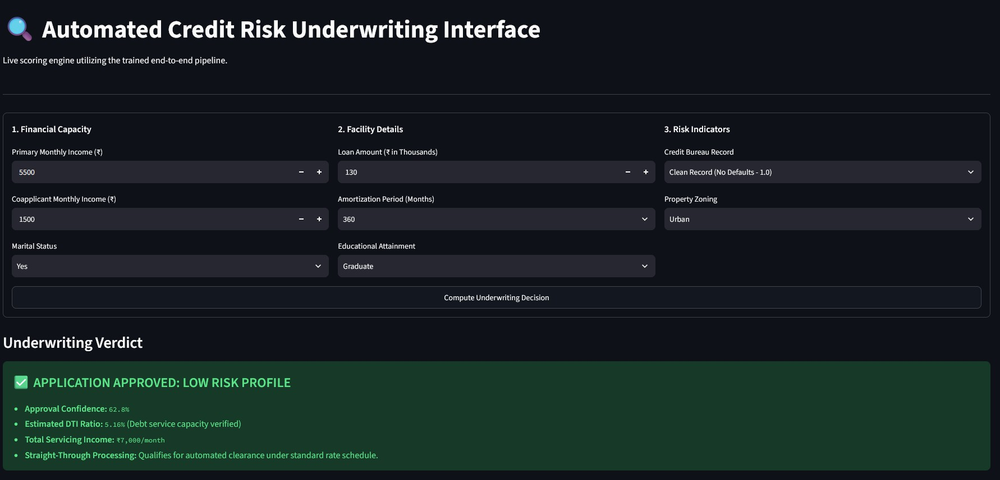 Automated Credit Risk Underwriting Interface
Live scoring engine utilizing the trained end-to-end pipeline.
1. Financial Capacity
Primary Monthly Income (₹)
5500
Coapplicant Monthly Income (₹)
1500
Marital Status
Yes
2. Facility Details
Loan Amount (₹ in Thousands)
130
Amortization Period (Months)
360
Educational Attainment
Graduate
3. Risk Indicators
Credit Bureau Record
Clean Record (No Defaults - 1.0)
Property Zoning
Urban
Compute Underwriting Decision
Underwriting Verdict
APPLICATION APPROVED: LOW RISK PROFILE
• Approval Confidence: 62.8%
• Estimated DTI Ratio: 5.16% (Debt service capacity verified)
• Total Servicing Income: ₹7,000/month
• Straight-Through Processing: Qualifies for automated clearance under standard rate schedule.